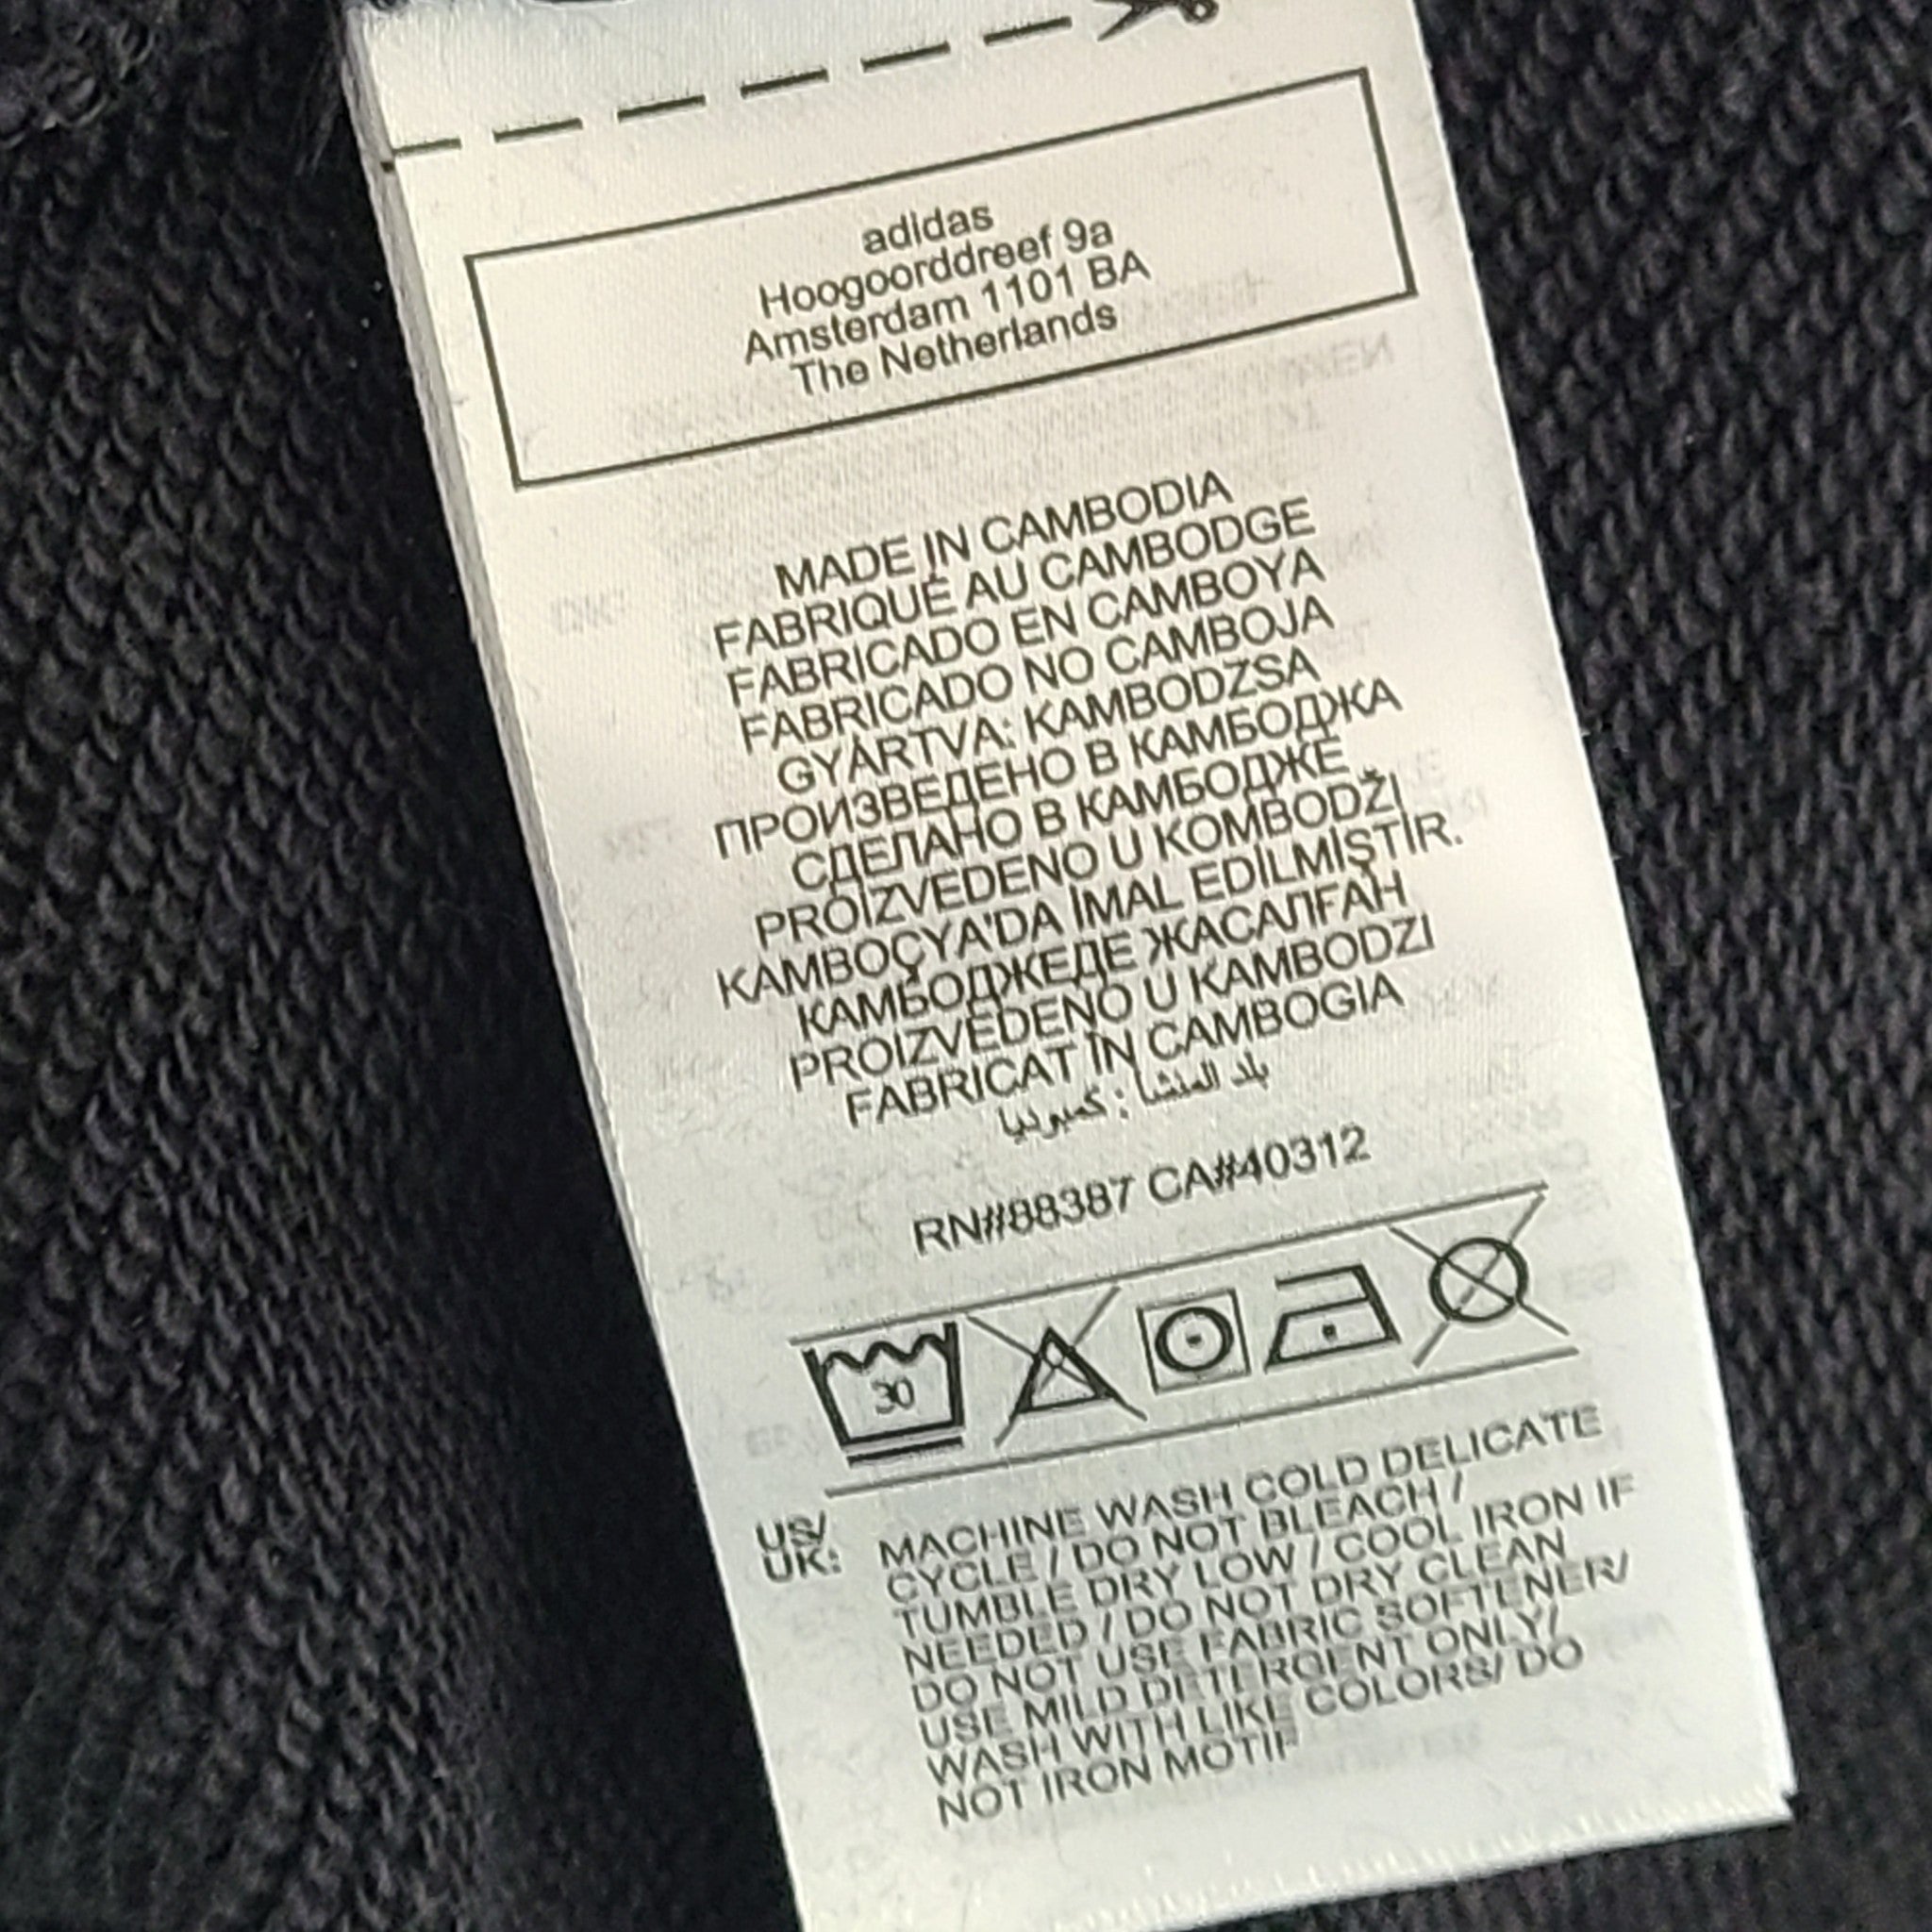 adidas
Hoogoorddreef 9a
Amsterdam 1101 BA
The Netherlands
MADE IN CAMBODIA
FABRIQUÉ AU CAMBODGE
FABRICADO EN CAMBOYA
FABRICADO NO CAMBOJA
GYÁRTVA: KAMBODZSA
ПРОИЗВЕДЕНО В КАМБОДЖА
СДЕЛАНО В КАМБОДЖЕ
PROIZVEDENO U KOMBODŽI
KAMBOÇYA'DA İMAL EDİLMİŞTİR.
КАМБОДЖЕДЕ ЖАСАЛҒАН
PROIZVEDENO U KAMBODZI
FABRICAT ÎN CAMBOGIA
بلد المنشأ : كمبوديا
RN#88387 CA#40312
30
US/
UK:
MACHINE WASH COLD DELICATE
CYCLE / DO NOT BLEACH /
TUMBLE DRY LOW / COOL IRON IF
NEEDED / DO NOT DRY CLEAN
DO NOT USE FABRIC SOFTENER/
USE MILD DETERGENT ONLY/
WASH WITH LIKE COLORS/ DO
NOT IRON MOTIF